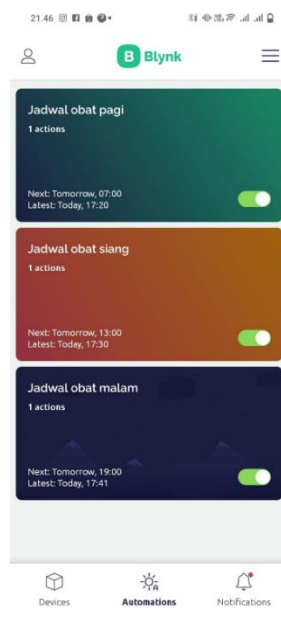 21.46
B Blynk
Jadwal obat pagi
1 actions
Next: Tomorrow, 07:00
Latest: Today, 17:20
Jadwal obat siang
1 actions
Next: Tomorrow, 13:00
Latest: Today, 17:30
Jadwal obat malam
1 actions
Next: Tomorrow, 19:00
Latest: Today, 17:41
Devices
Automations
Notifications